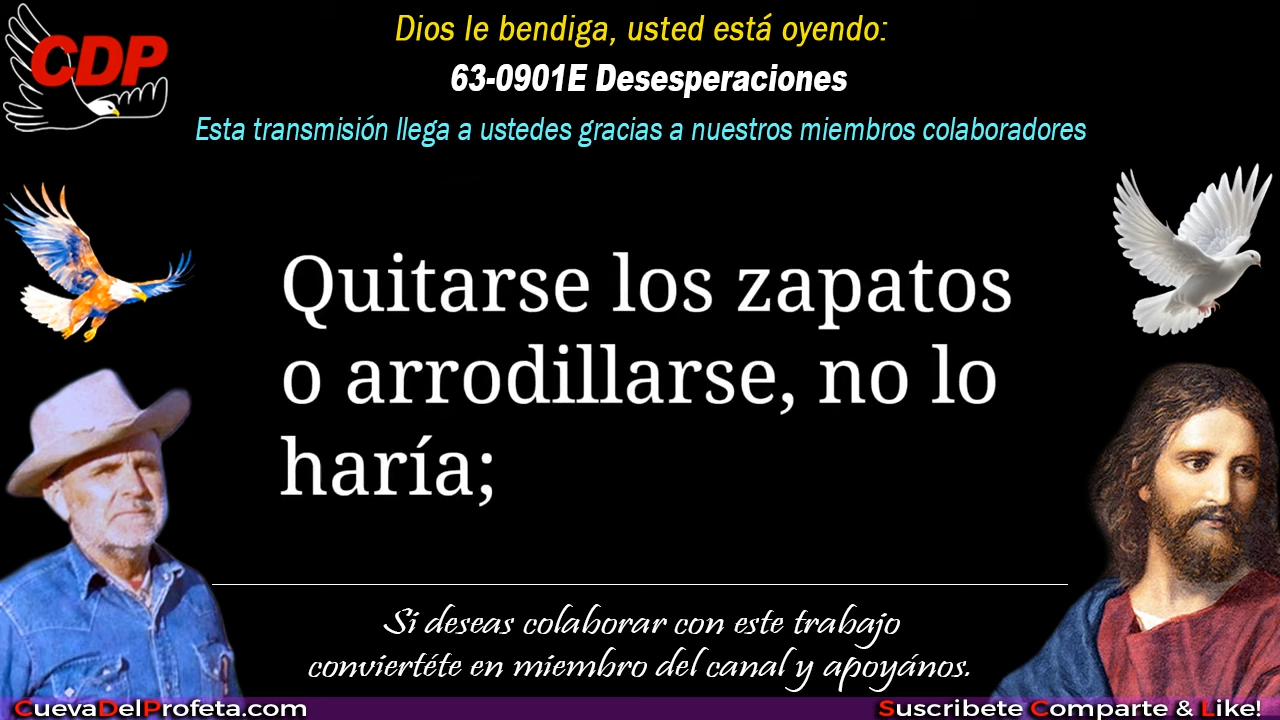 CDP
Dios le bendiga, usted está oyendo:
63-0901E Desesperaciones
Esta transmisión llega a ustedes gracias a nuestros miembros colaboradores
Quitarse los zapatos
o arrodillarse, no lo
haría;
Si deseas colaborar con este trabajo
conviertéte en miembro del canal y apoyános.
CuevaDelProfeta.com
Suscribete Comparte & Like!